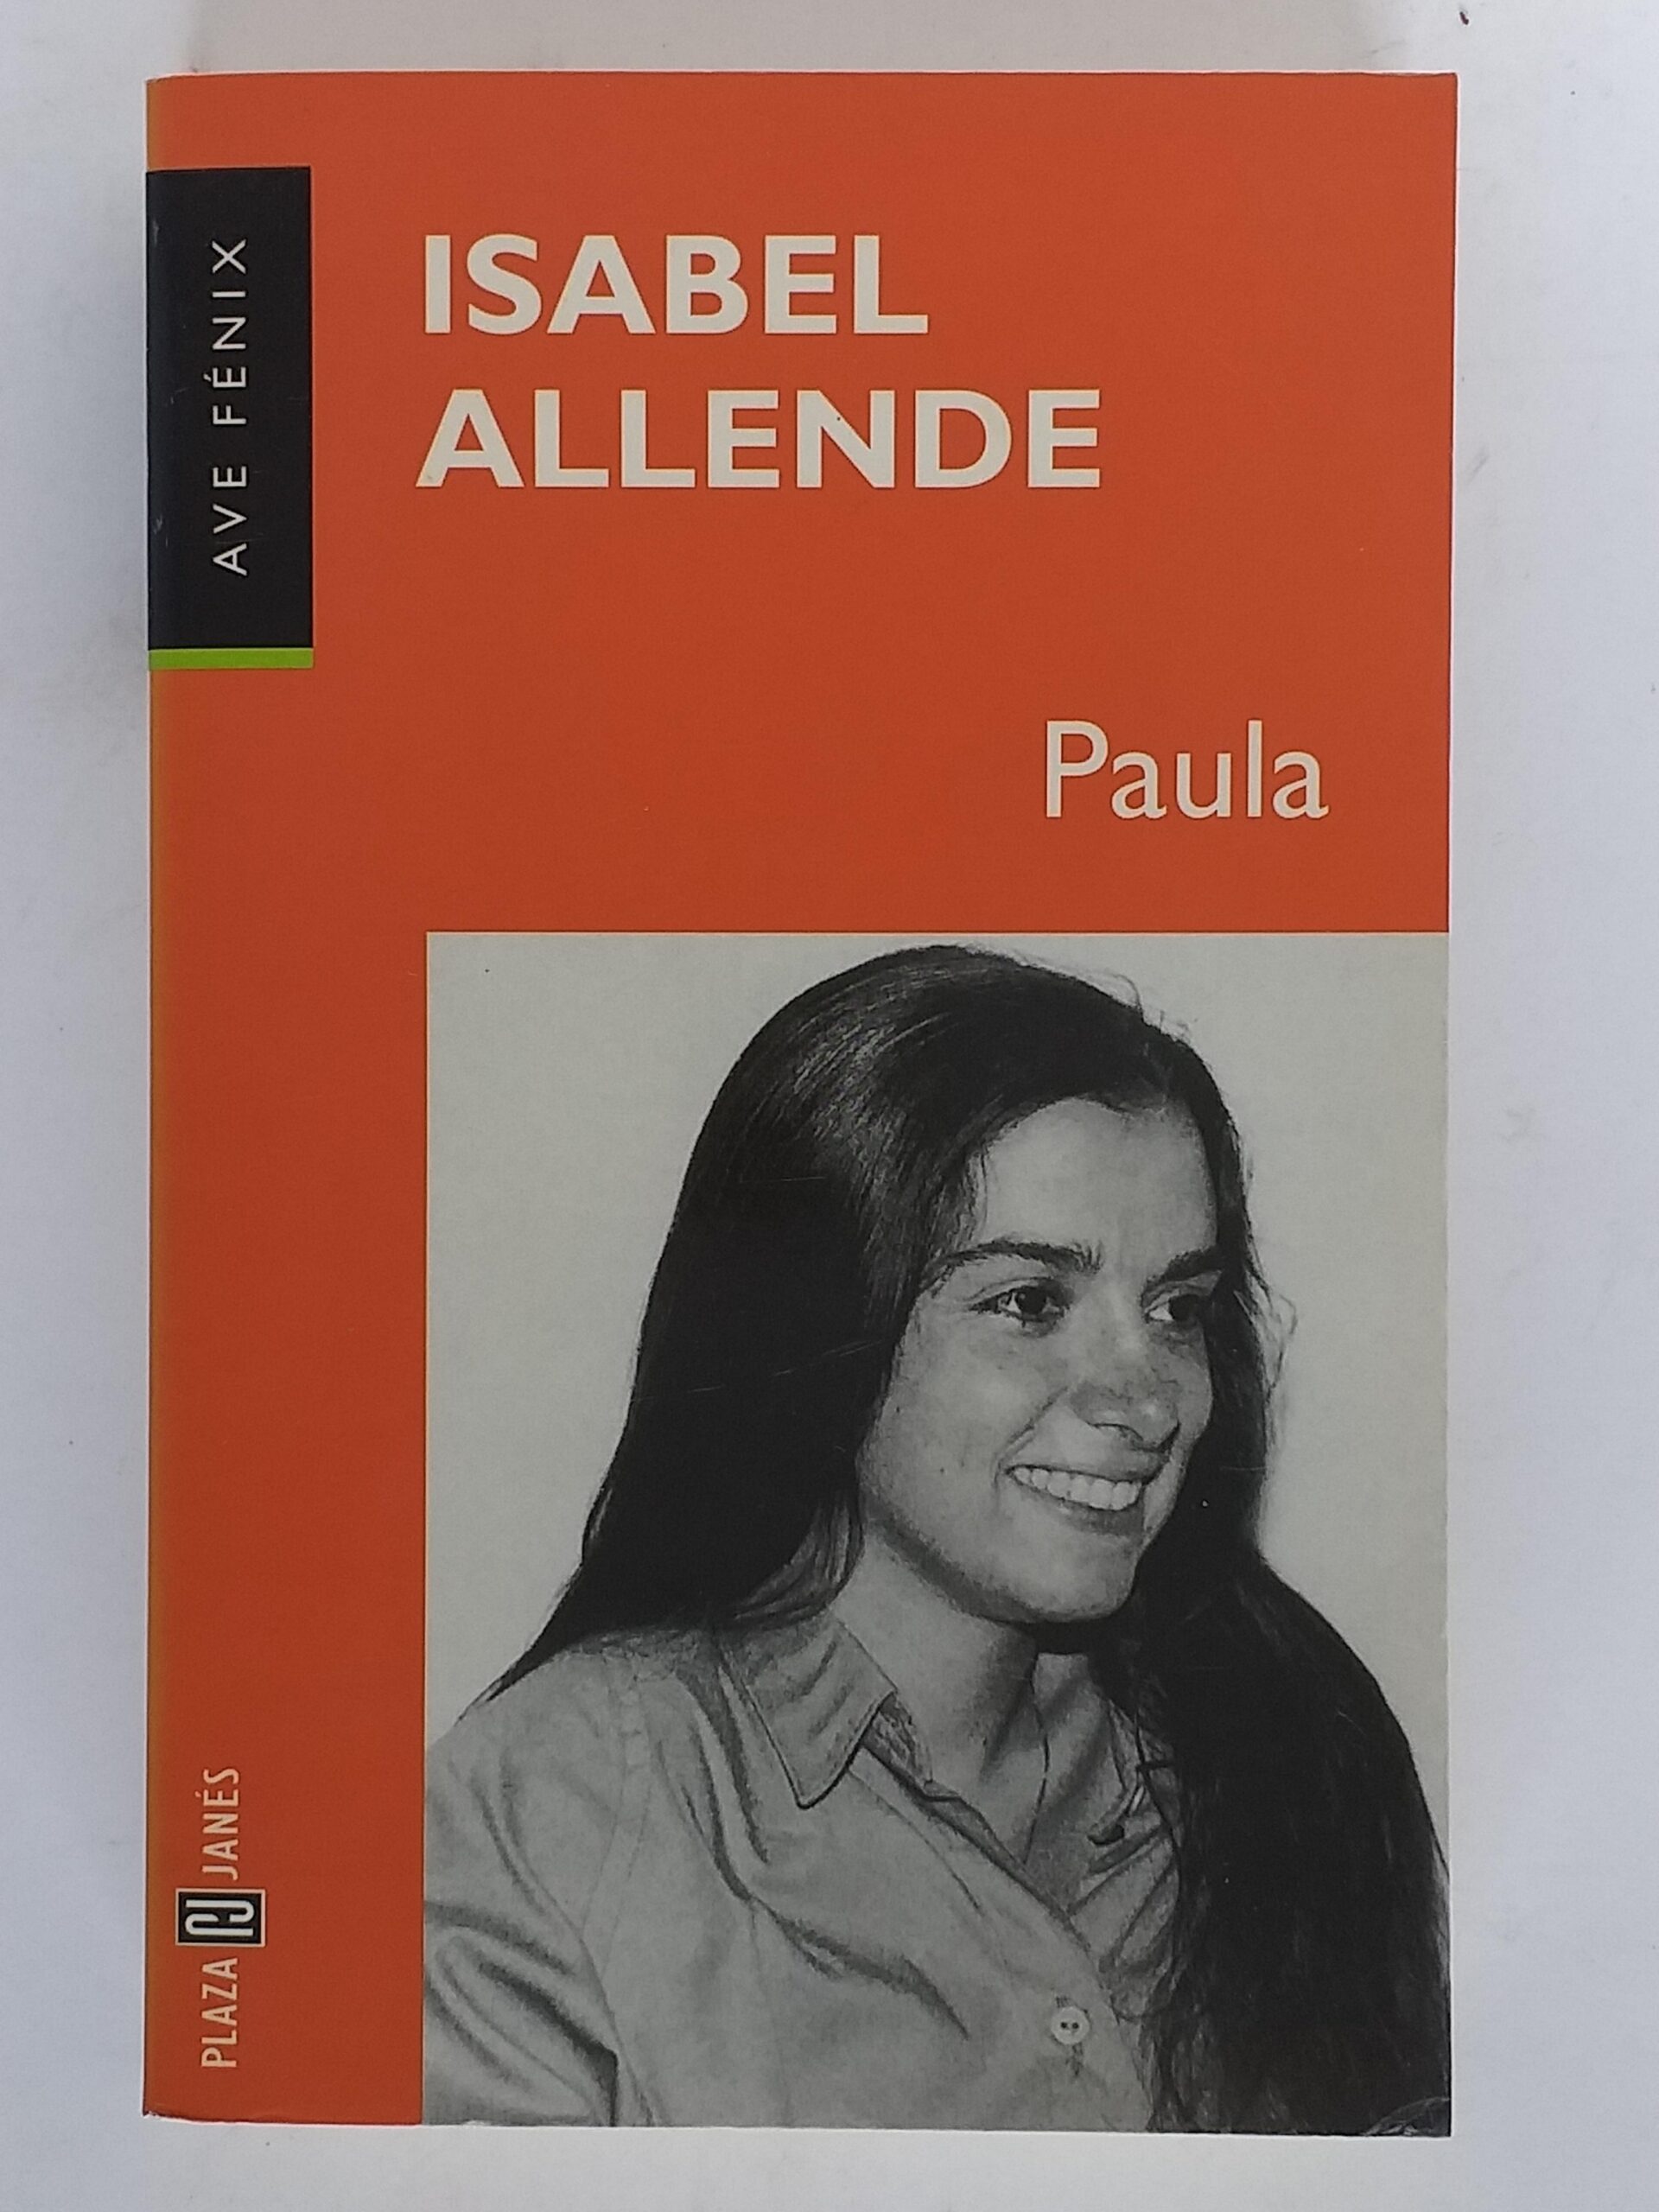 AVE FÉNIX
ISABEL
ALLENDE
Paula
PLAZA PJ JANÉS